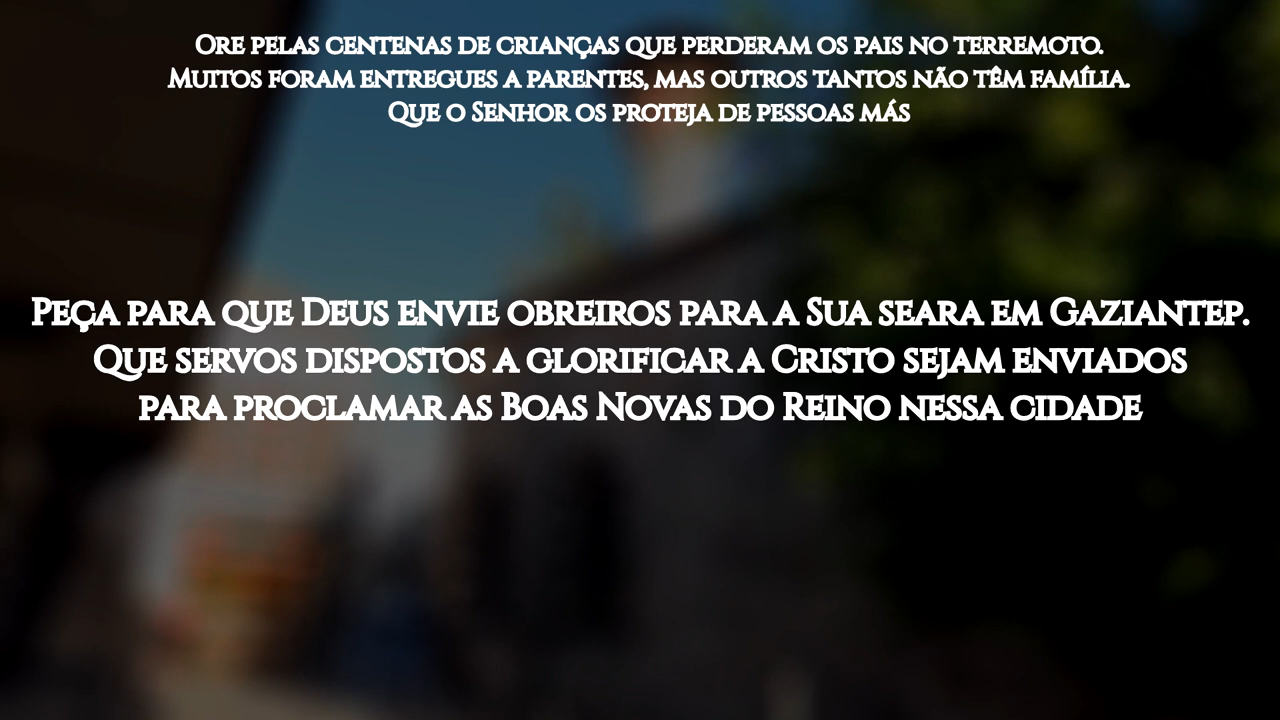 Ore pelas centenas de crianças que perderam os pais no terremoto.
Muitos foram entregues a parentes, mas outros tantos não têm família.
Que o Senhor os proteja de pessoas más
Peça para que Deus envie obreiros para a Sua seara em Gaziantep.
Que servos dispostos a glorificar a Cristo sejam enviados
para proclamar as Boas Novas do Reino nessa cidade